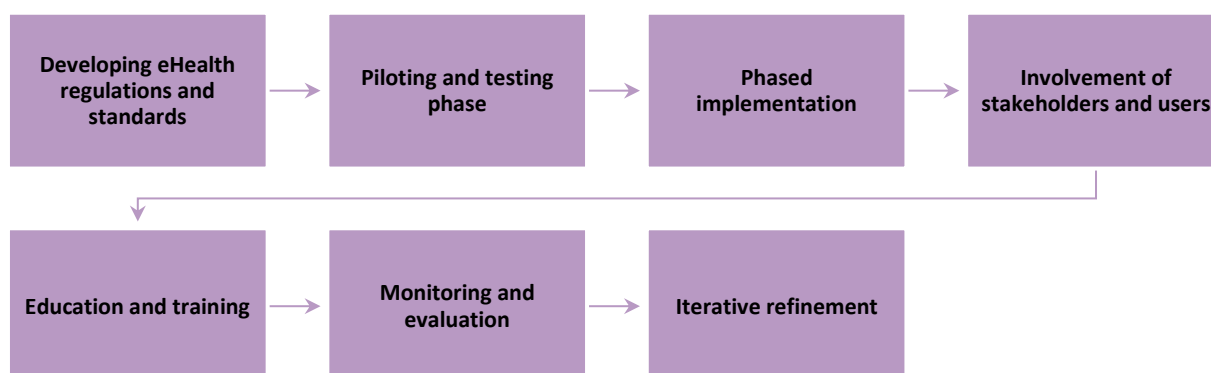 Developing eHealth
regulations and
standards
Piloting and testing
phase
Phased
implementation
Involvement of
stakeholders and users
Education and training
Monitoring and
evaluation
Iterative refinement